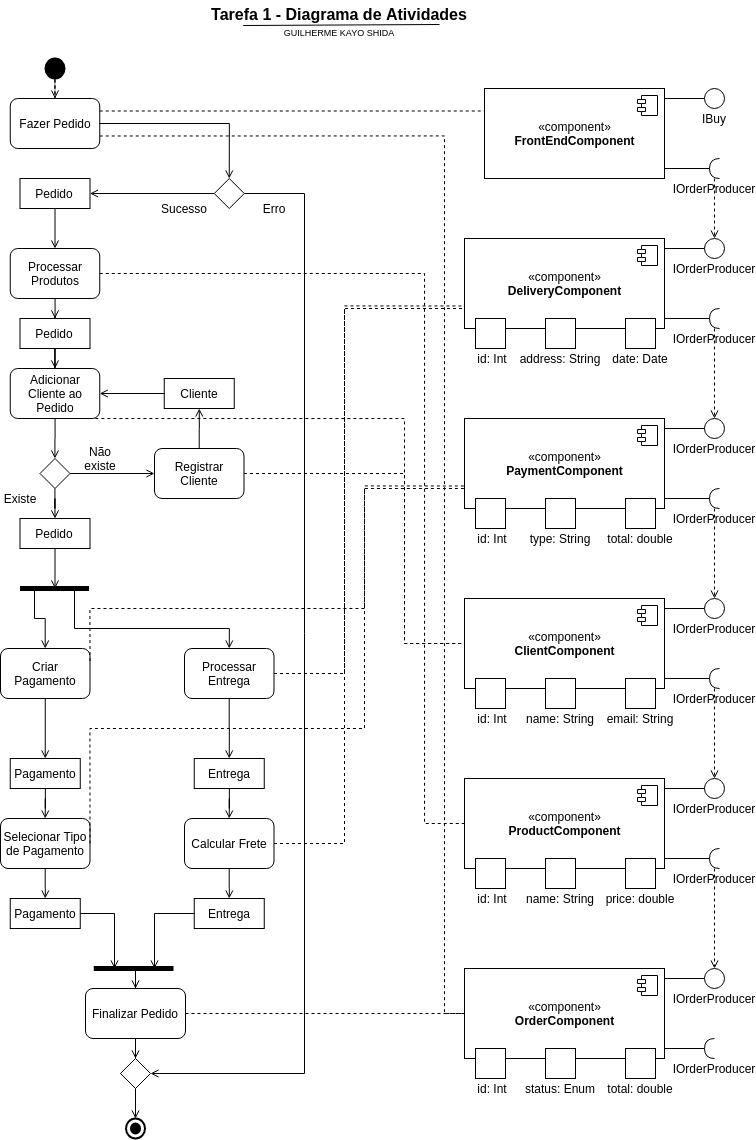 Tarefa 1 - Diagrama de Atividades
GUILHERME KAYO SHIDA
Fazer Pedido
Pedido
Sucesso
Erro
Processar
Produtos
Pedido
Adicionar
Cliente ao
Pedido
Cliente
Não
existe
Registrar
Cliente
Existe
Pedido
Criar
Pagamento
Processar
Entrega
Pagamento
Entrega
Selecionar Tipo
de Pagamento
Calcular Frete
Pagamento
Entrega
Finalizar Pedido
«component»
FrontEndComponent
IBuy
IOrderProducer
«component»
DeliveryComponent
IOrderProducer
id: Int
address: String
date: Date
IOrderProducer
«component»
PaymentComponent
IOrderProducer
id: Int
type: String
total: double
IOrderProducer
«component»
ClientComponent
IOrderProducer
id: Int
name: String
email: String
IOrderProducer
«component»
ProductComponent
IOrderProducer
id: Int
name: String
price: double
IOrderProducer
«component»
OrderComponent
IOrderProducer
id: Int
status: Enum
total: double
IOrderProducer